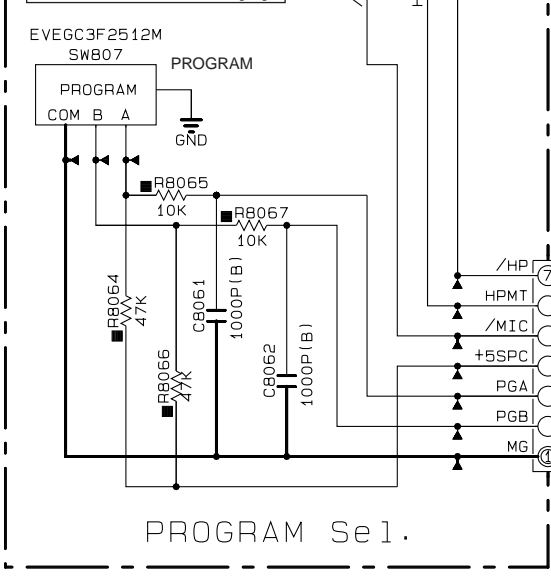 EVEGC3F2512M
SW807
PROGRAM
PROGRAM
COM B A
GND
R8065
10K
R8067
10K
R8064
47K
R8066
47K
C8061
1000P(B)
C8062
1000P(B)
/HP
7
HPMT
/MIC
+5SPC
PGA
PGB
MG
1
PROGRAM Sel.